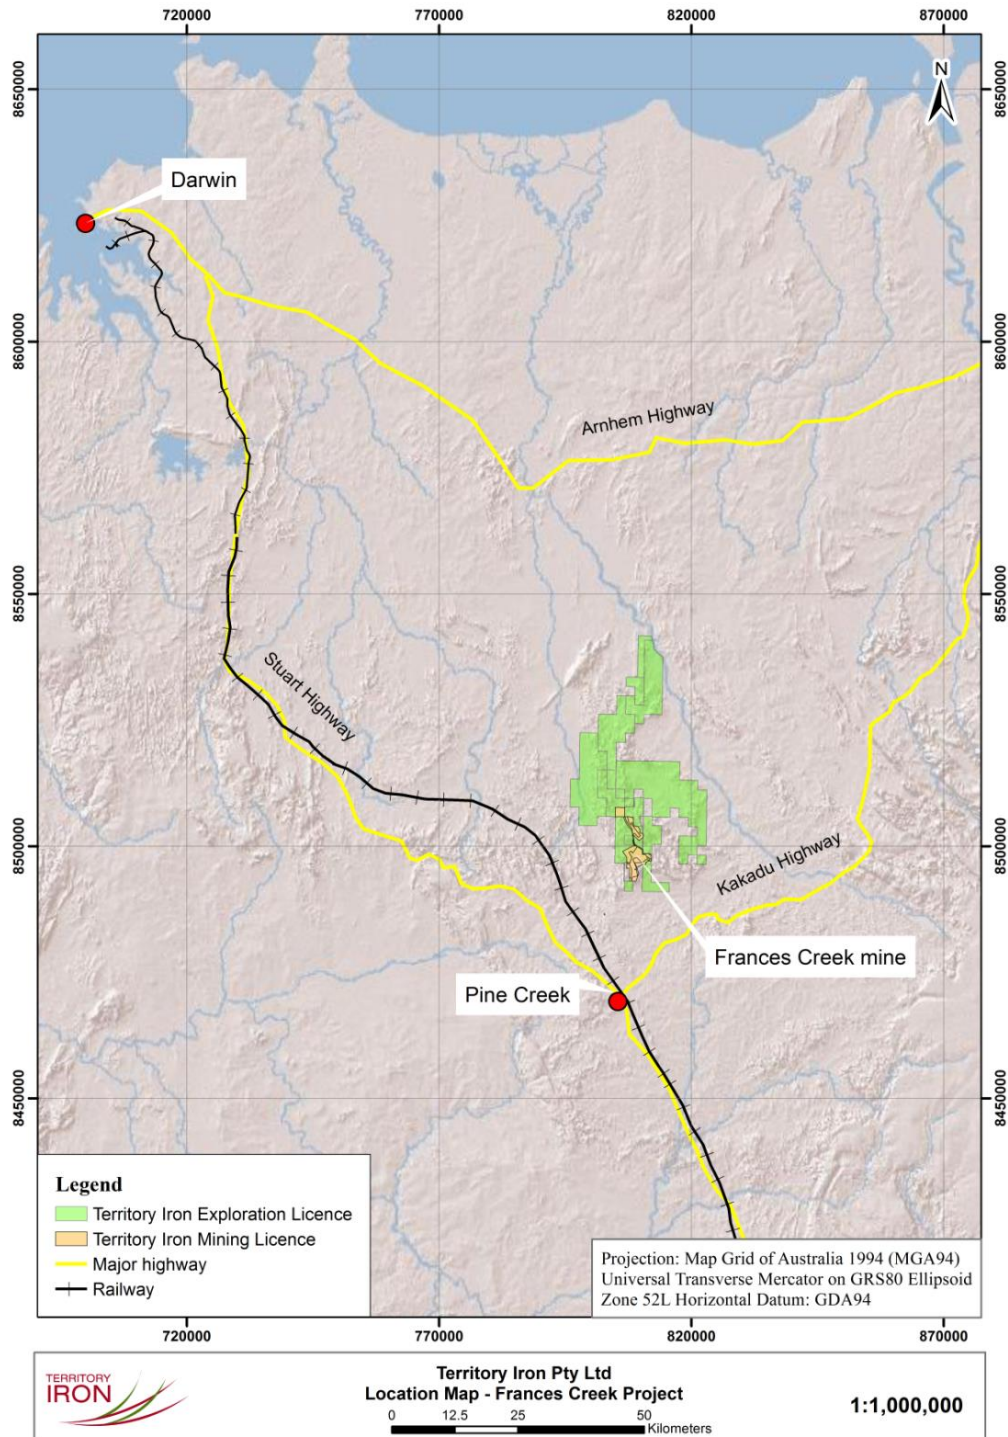 720000
770000
820000
870000
8650000
8650000
N
Darwin
8600000
8600000
Arnhem Highway
8550000
8550000
Stuart Highway
8500000
8500000
Kakadu Highway
Frances Creek mine
Pine Creek
8450000
8450000
Legend
Territory Iron Exploration Licence
Territory Iron Mining Licence
Major highway
Railway
Projection: Map Grid of Australia 1994 (MGA94)
Universal Transverse Mercator on GRS80 Ellipsoid
Zone 52L Horizontal Datum: GDA94
720000
770000
820000
870000
TERRITORY
IRON
Territory Iron Pty Ltd
Location Map - Frances Creek Project
0 12.5 25 50
Kilometers
1:1,000,000